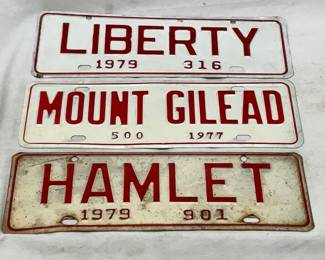 LIBERTY
1979 316
MOUNT GILEAD
500 1977
HAMLET
1979 901